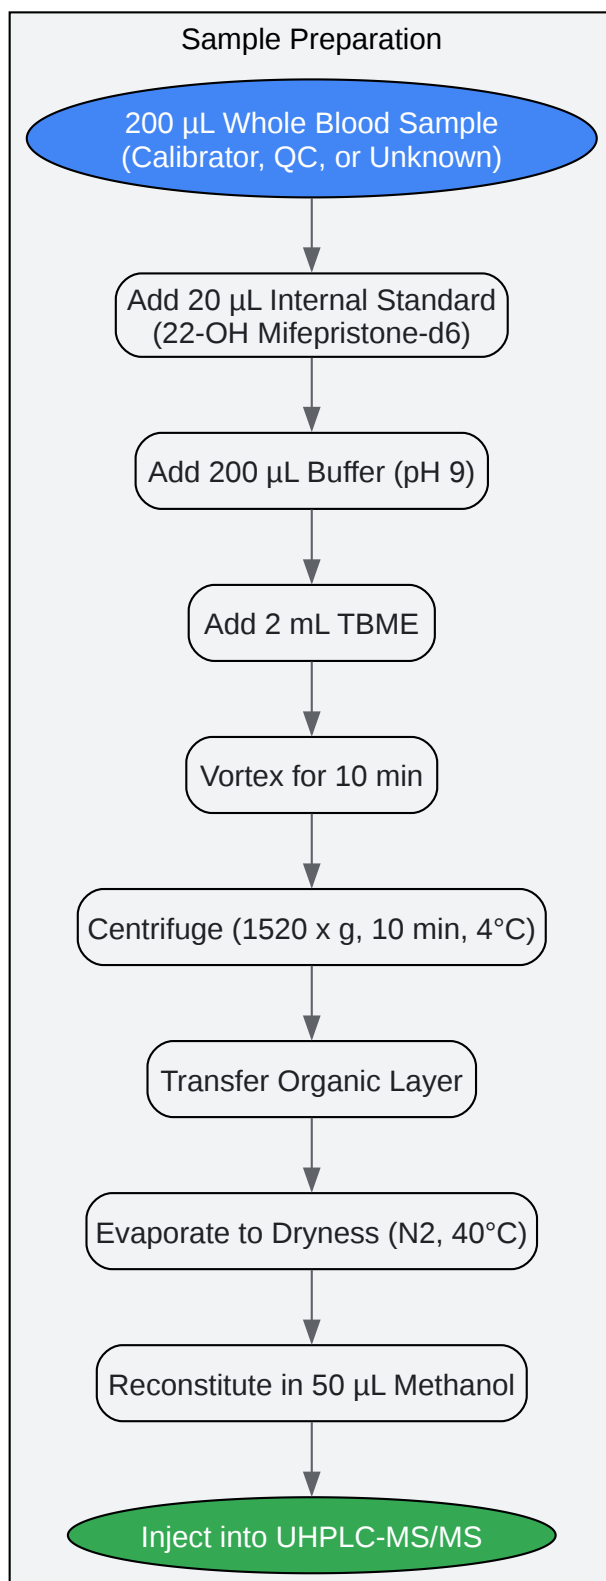 Sample Preparation
200 µL Whole Blood Sample
(Calibrator, QC, or Unknown)
Add 20 µL Internal Standard
(22-OH Mifepristone-d6)
Add 200 µL Buffer (pH 9)
Add 2 mL TBME
Vortex for 10 min
Centrifuge (1520 x g, 10 min, 4°C)
Transfer Organic Layer
Evaporate to Dryness (N2, 40°C)
Reconstitute in 50 µL Methanol
Inject into UHPLC-MS/MS